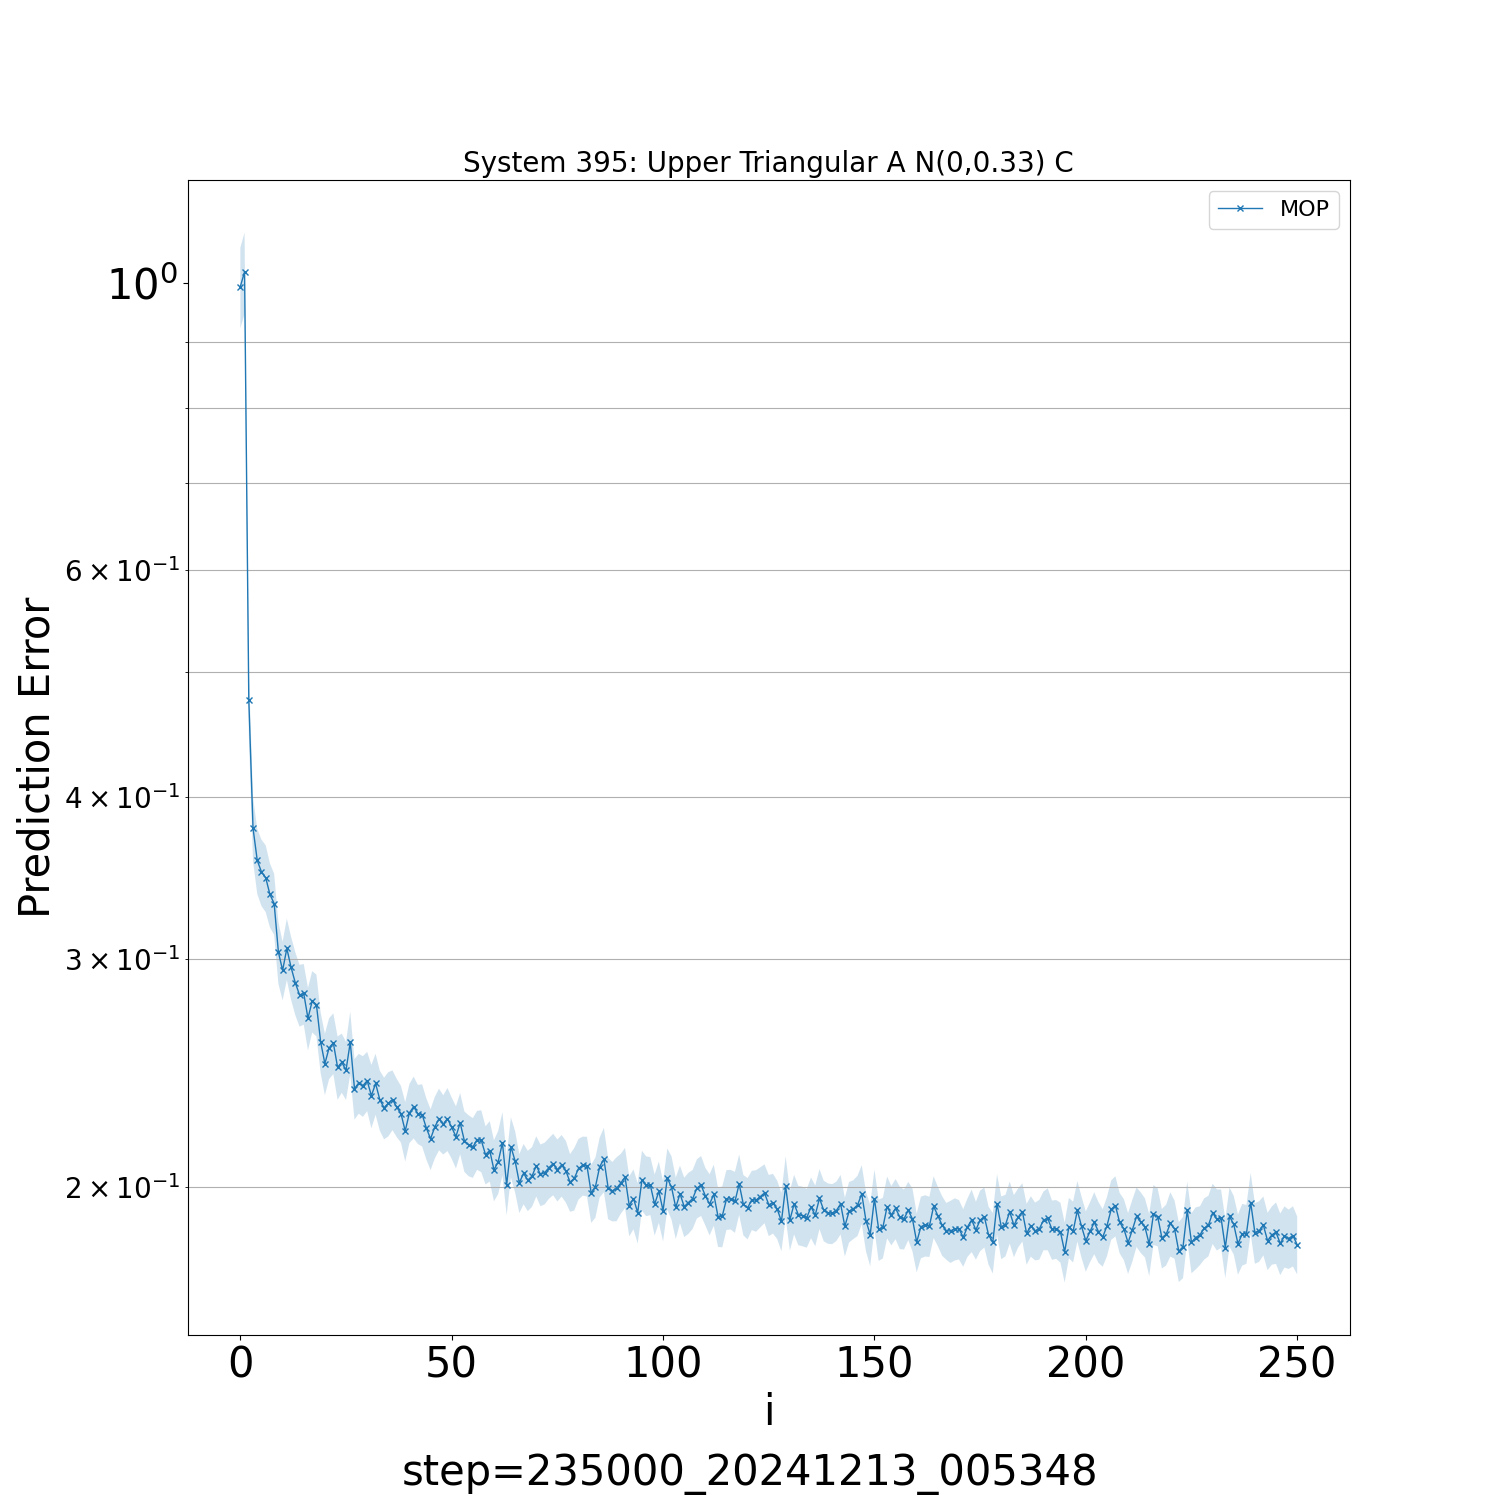 System 395: Upper Triangular A N(0,0.33) C
MOP
10⁰
6 × 10⁻¹
4 × 10⁻¹
3 × 10⁻¹
2 × 10⁻¹
Prediction Error
0 50 100 150 200 250
i
step=235000_20241213_005348